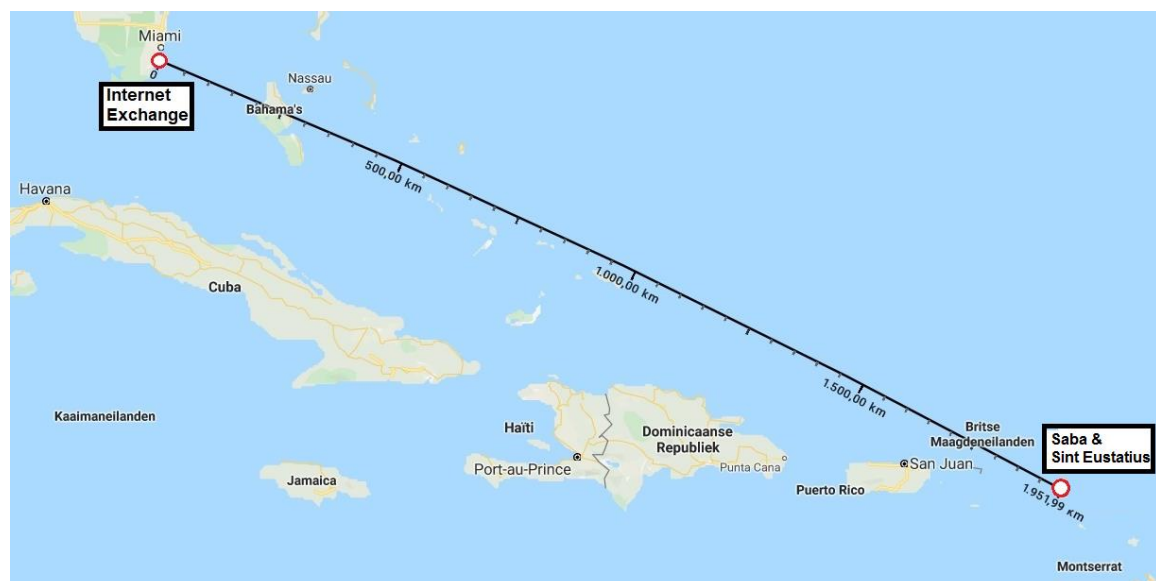 Miami
0
Internet
Exchange
Nassau
Bahama's
500,00 km
Havana
Cuba
1.000,00 km
1.500,00 km
Kaaimaneilanden
Haïti
Dominicaanse
Republiek
Britse
Maagdeneilanden
Saba &
Sint Eustatius
Port-au-Prince
Punta Cana
San Juan
Jamaica
Puerto Rico
1.951,99 km
Montserrat